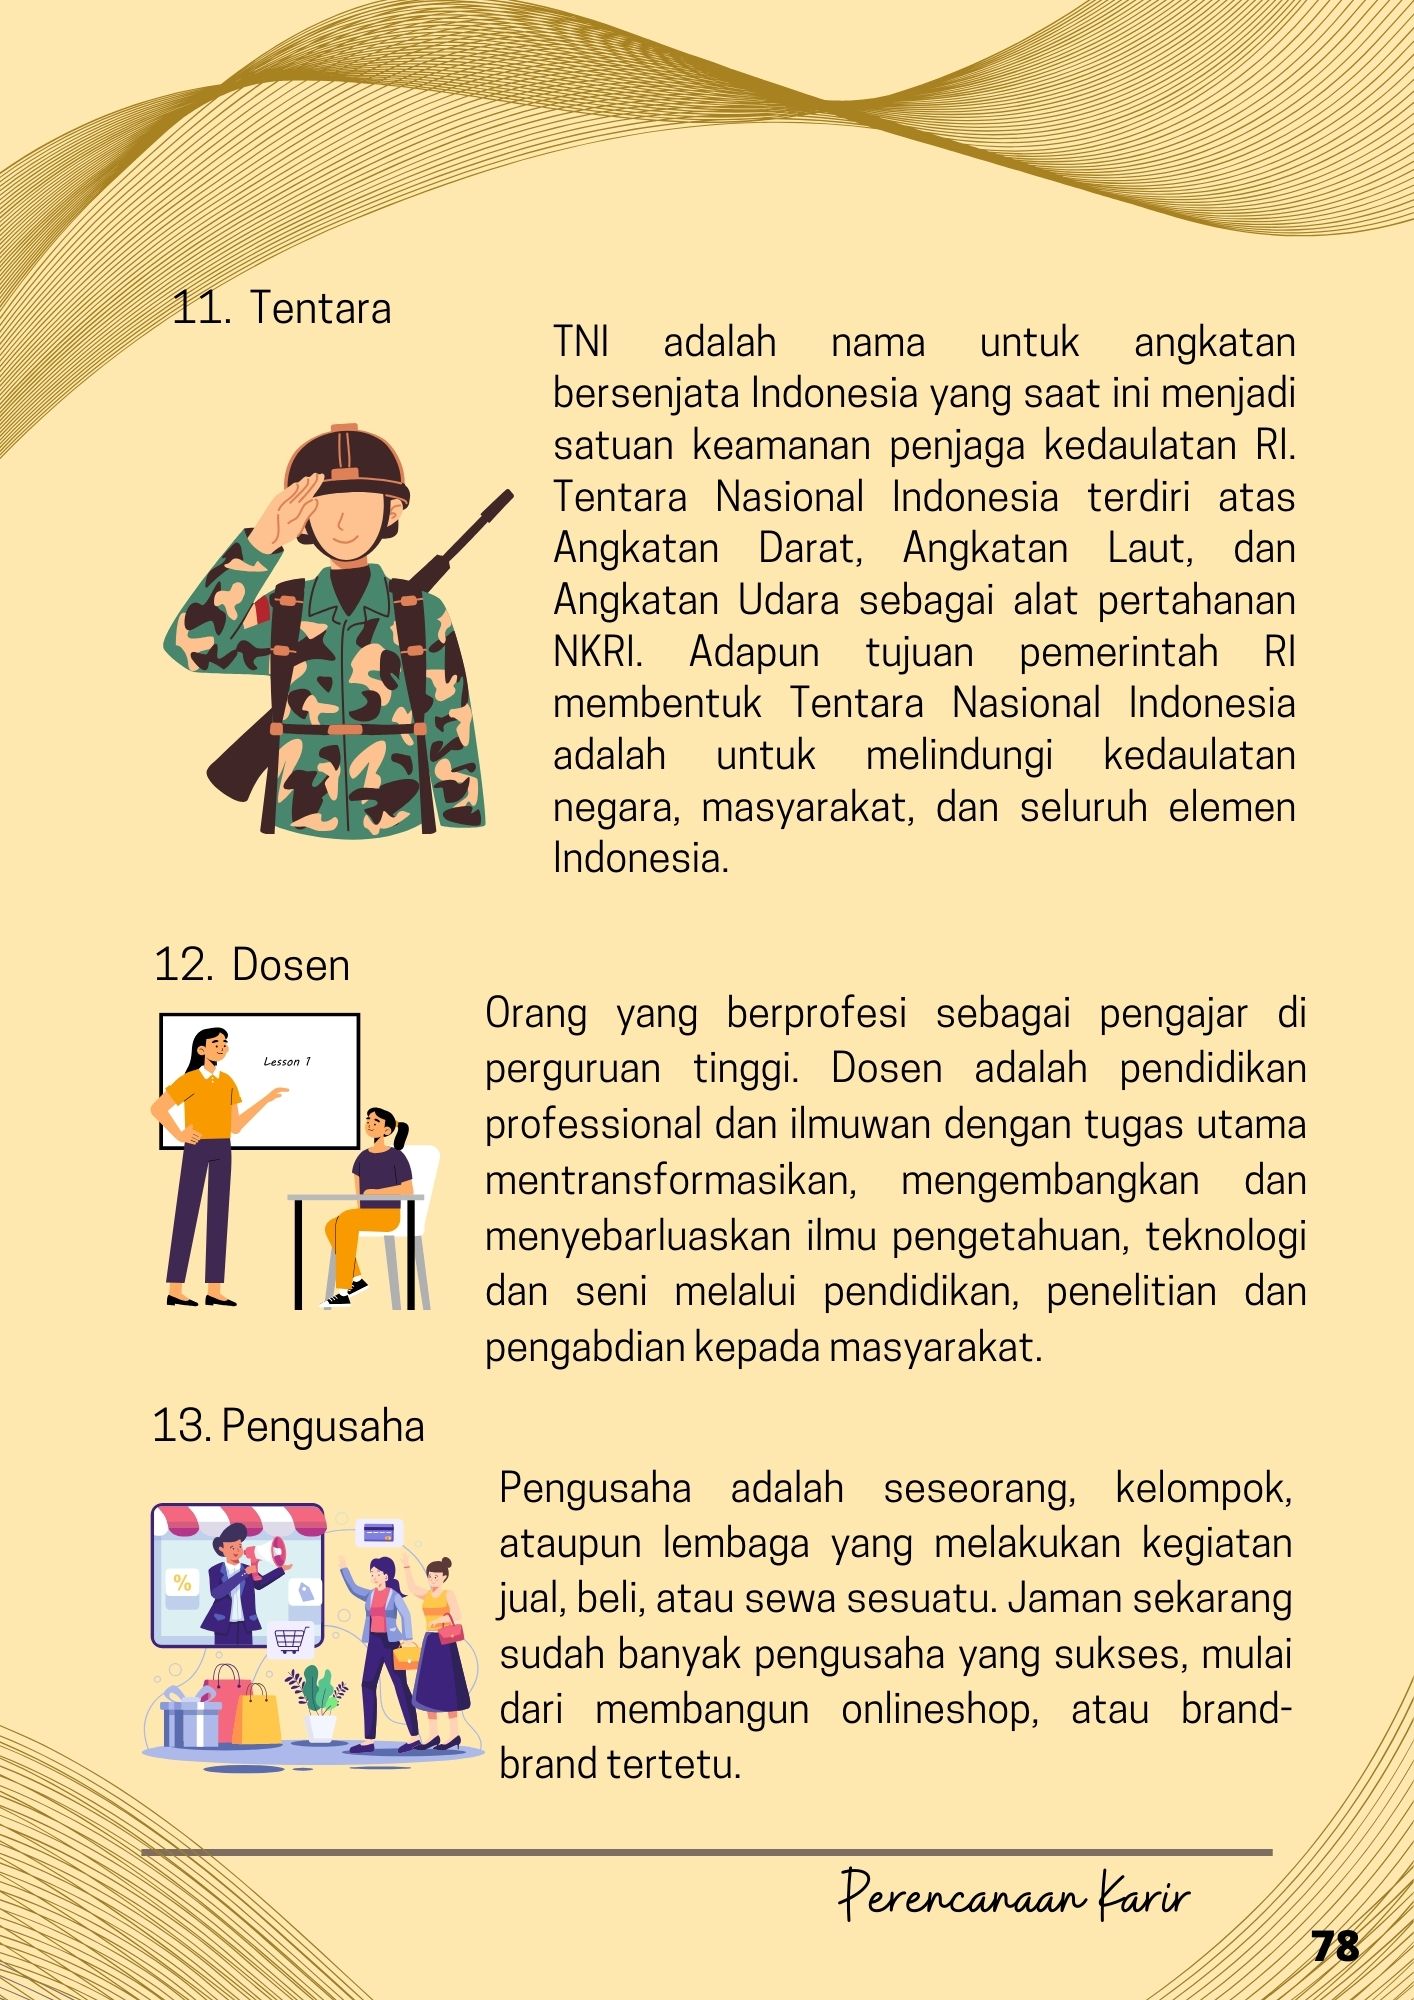 11. Tentara
TNI adalah nama untuk angkatan
bersenjata Indonesia yang saat ini menjadi
satuan keamanan penjaga kedaulatan RI.
Tentara Nasional Indonesia terdiri atas
Angkatan Darat, Angkatan Laut, dan
Angkatan Udara sebagai alat pertahanan
NKRI. Adapun tujuan pemerintah RI
membentuk Tentara Nasional Indonesia
adalah untuk melindungi kedaulatan
negara, masyarakat, dan seluruh elemen
Indonesia.
12. Dosen
Lesson 1
Orang yang berprofesi sebagai pengajar di
perguruan tinggi. Dosen adalah pendidikan
professional dan ilmuwan dengan tugas utama
mentransformasikan, mengembangkan dan
menyebarluaskan ilmu pengetahuan, teknologi
dan seni melalui pendidikan, penelitian dan
pengabdian kepada masyarakat.
13. Pengusaha
%
Pengusaha adalah seseorang, kelompok,
ataupun lembaga yang melakukan kegiatan
jual, beli, atau sewa sesuatu. Jaman sekarang
sudah banyak pengusaha yang sukses, mulai
dari membangun onlineshop, atau brand-
brand tertetu.
Perencanaan Karir
78